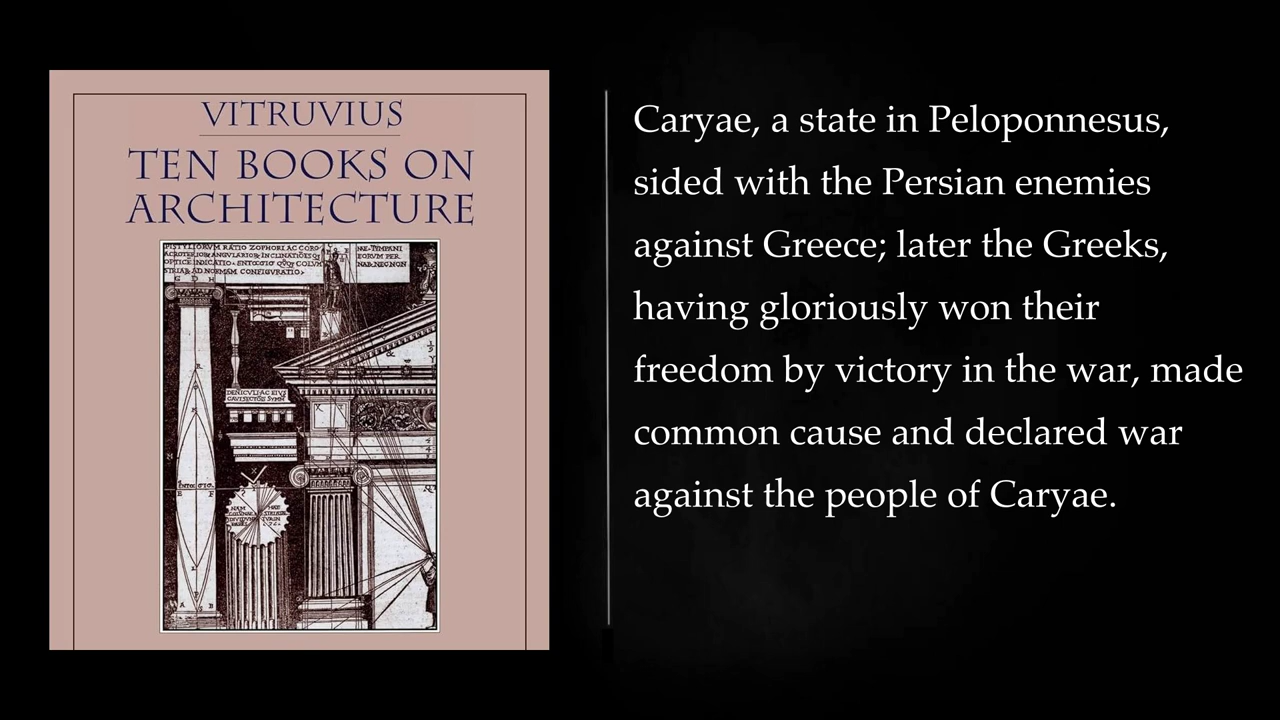 VITRUVIUS
TEN BOOKS ON
ARCHITECTURE
Caryae, a state in Peloponnesus,
sided with the Persian enemies
against Greece; later the Greeks,
having gloriously won their
freedom by victory in the war, made
common cause and declared war
against the people of Caryae.